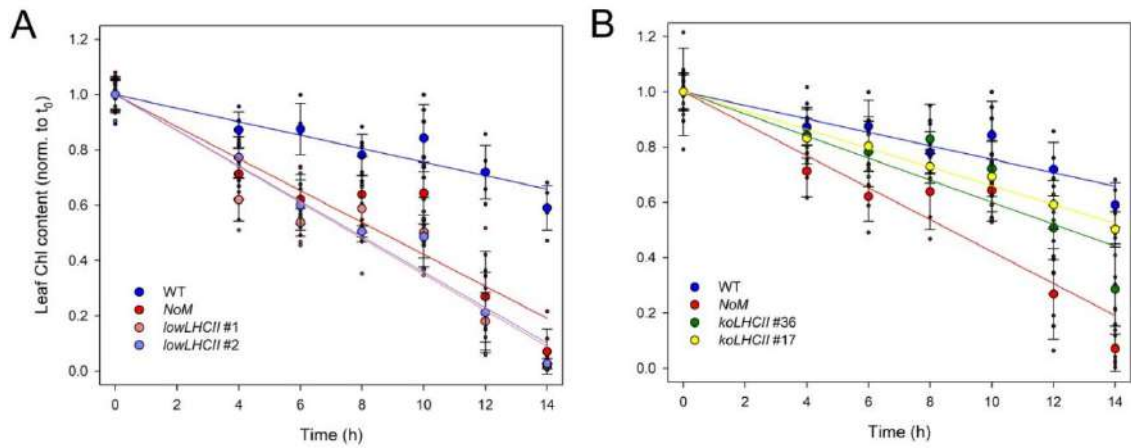 A
Leaf Chl content (norm. to t0)
1.2
1.0
0.8
0.6
0.4
0.2
0.0
WT
NoM
lowLHCII #1
lowLHCII #2
0 2 4 6 8 10 12 14
Time (h)
B
1.2
1.0
0.8
0.6
0.4
0.2
0.0
WT
NoM
koLHCII #36
koLHCII #17
0 2 4 6 8 10 12 14
Time (h)